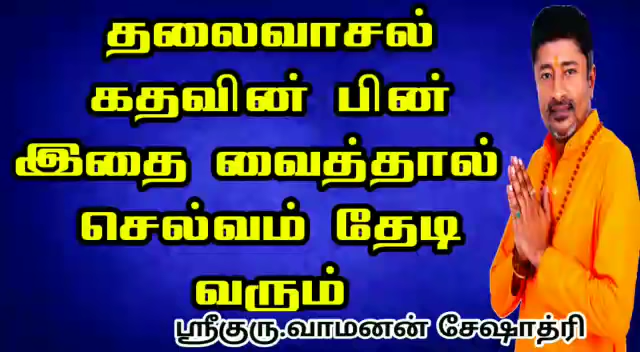 தலைவாசல்
கதவின் பின்
இதை வைத்தால்
செல்வம் தேடி
வரும்
ஸ்ரீகுரு.வாமனன் சேஷாத்ரி